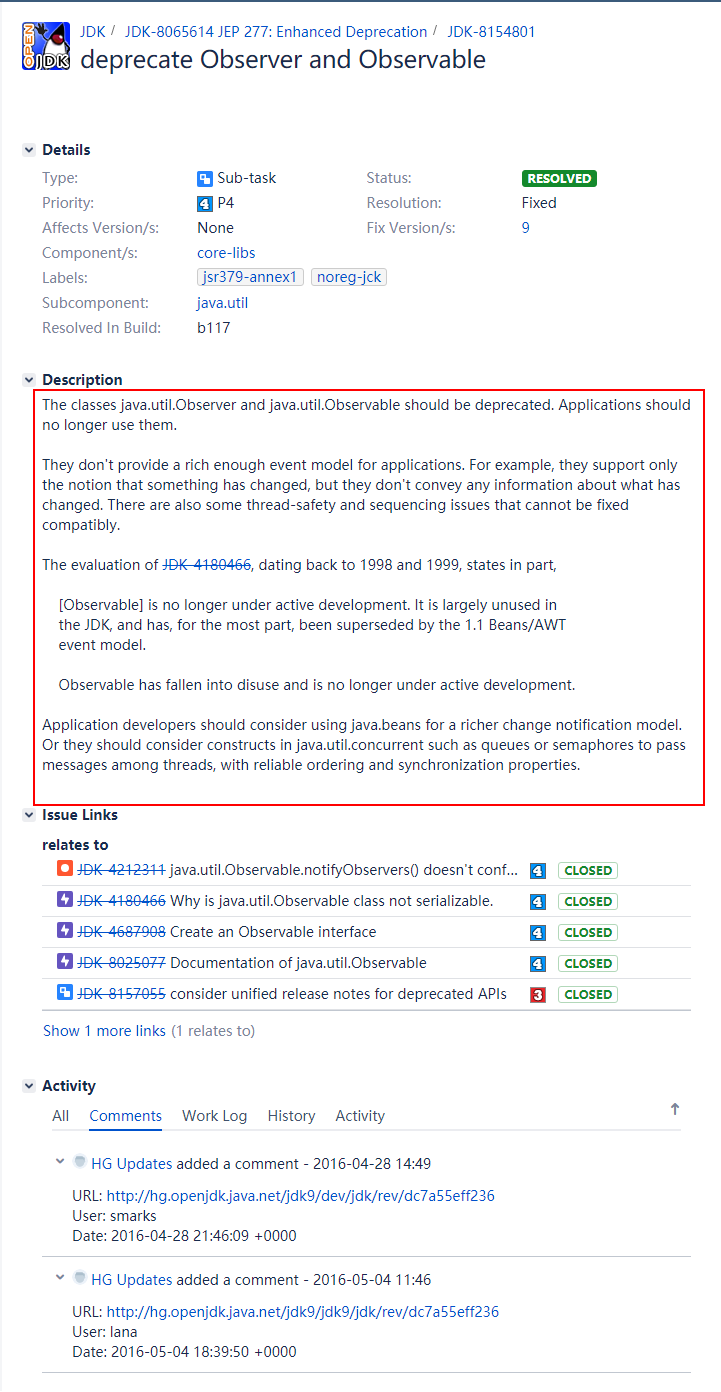 OPEN
JDK
JDK / JDK-8065614 JEP 277: Enhanced Deprecation / JDK-8154801
deprecate Observer and Observable
Details
Type: Sub-task Status: RESOLVED
Priority: 4 P4 Resolution: Fixed
Affects Version/s: None Fix Version/s: 9
Component/s: core-libs
Labels: jsr379-annex1 noreg-jck
Subcomponent: java.util
Resolved In Build: b117
Description
The classes java.util.Observer and java.util.Observable should be deprecated. Applications should
no longer use them.
They don't provide a rich enough event model for applications. For example, they support only
the notion that something has changed, but they don't convey any information about what has
changed. There are also some thread-safety and sequencing issues that cannot be fixed
compatibly.
The evaluation of JDK-4180466, dating back to 1998 and 1999, states in part,
[Observable] is no longer under active development. It is largely unused in
the JDK, and has, for the most part, been superseded by the 1.1 Beans/AWT
event model.
Observable has fallen into disuse and is no longer under active development.
Application developers should consider using java.beans for a richer change notification model.
Or they should consider constructs in java.util.concurrent such as queues or semaphores to pass
messages among threads, with reliable ordering and synchronization properties.
Issue Links
relates to
JDK-4212311 java.util.Observable.notifyObservers() doesn't conf... 4 CLOSED
JDK-4180466 Why is java.util.Observable class not serializable. 4 CLOSED
JDK-4687908 Create an Observable interface 4 CLOSED
JDK-8025077 Documentation of java.util.Observable 4 CLOSED
JDK-8157055 consider unified release notes for deprecated APIs 3 CLOSED
Show 1 more links (1 relates to)
Activity
All Comments Work Log History Activity
HG Updates added a comment - 2016-04-28 14:49
URL: http://hg.openjdk.java.net/jdk9/dev/jdk/rev/dc7a55eff236
User: smarks
Date: 2016-04-28 21:46:09 +0000
HG Updates added a comment - 2016-05-04 11:46
URL: http://hg.openjdk.java.net/jdk9/jdk9/jdk/rev/dc7a55eff236
User: lana
Date: 2016-05-04 18:39:50 +0000